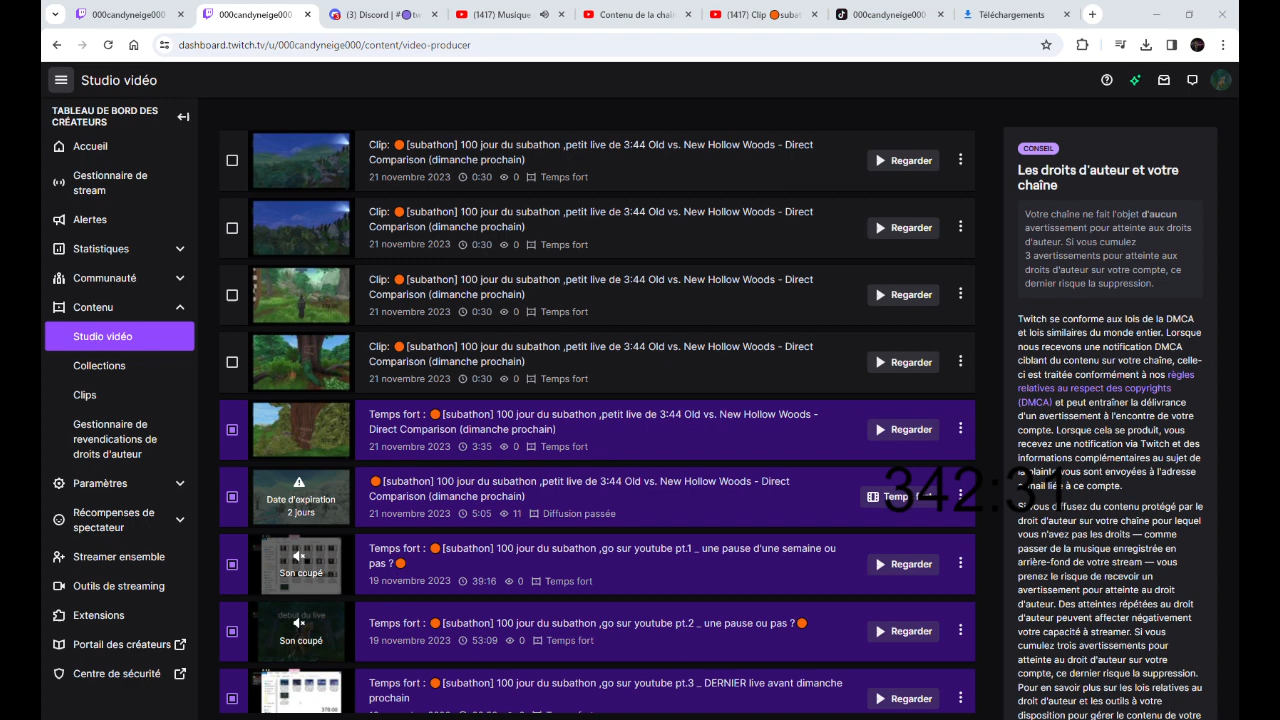 000candyneige000
000candyneige000
(3) Discord | #🟣tw
(1417) Musique
Contenu de la chaîn
(1417) Clip 🟠subat
000candyneige000
Téléchargements
dashboard.twitch.tv/u/000candyneige000/content/video-producer
Studio vidéo
TABLEAU DE BORD DES
CRÉATEURS
Accueil
Gestionnaire de
stream
Alertes
Statistiques
Communauté
Contenu
Studio vidéo
Collections
Clips
Gestionnaire de
revendications de
droits d'auteur
Paramètres
Récompenses de
spectateur
Streamer ensemble
Outils de streaming
Extensions
Portail des créateurs
Centre de sécurité
Clip: 🟠[subathon] 100 jour du subathon ,petit live de 3:44 Old vs. New Hollow Woods - Direct
Comparison (dimanche prochain)
21 novembre 2023 0:30 0 Temps fort
Regarder
Clip: 🟠[subathon] 100 jour du subathon ,petit live de 3:44 Old vs. New Hollow Woods - Direct
Comparison (dimanche prochain)
21 novembre 2023 0:30 0 Temps fort
Regarder
Clip: 🟠[subathon] 100 jour du subathon ,petit live de 3:44 Old vs. New Hollow Woods - Direct
Comparison (dimanche prochain)
21 novembre 2023 0:30 0 Temps fort
Regarder
Clip: 🟠[subathon] 100 jour du subathon ,petit live de 3:44 Old vs. New Hollow Woods - Direct
Comparison (dimanche prochain)
21 novembre 2023 0:30 0 Temps fort
Regarder
Temps fort : 🟠[subathon] 100 jour du subathon ,petit live de 3:44 Old vs. New Hollow Woods -
Direct Comparison (dimanche prochain)
21 novembre 2023 3:35 0 Temps fort
Regarder
Date d'expiration
2 jours
🟠[subathon] 100 jour du subathon ,petit live de 3:44 Old vs. New Hollow Woods - Direct
Comparison (dimanche prochain)
21 novembre 2023 5:05 11 Diffusion passée
342:31
Son coupé
Temps fort : 🟠[subathon] 100 jour du subathon ,go sur youtube pt.1 _ une pause d'une semaine ou
pas ?🟠
19 novembre 2023 39:16 0 Temps fort
Regarder
debut du live
Son coupé
Temps fort : 🟠[subathon] 100 jour du subathon ,go sur youtube pt.2 _ une pause ou pas ?🟠
19 novembre 2023 53:09 0 Temps fort
Regarder
Temps fort : 🟠[subathon] 100 jour du subathon ,go sur youtube pt.3 _ DERNIER live avant dimanche
prochain
Regarder
CONSEIL
Les droits d'auteur et votre
chaîne
Votre chaîne ne fait l'objet d'aucun
avertissement pour atteinte aux droits
d'auteur. Si vous cumulez
3 avertissements pour atteinte aux
droits d'auteur sur votre compte, ce
dernier risque la suppression.
Twitch se conforme aux lois de la DMCA
et lois similaires du monde entier. Lorsque
nous recevons une notification DMCA
ciblant du contenu sur votre chaîne, celle-
ci est traitée conformément à nos règles
relatives au respect des copyrights
(DMCA) et peut entraîner la délivrance
d'un avertissement à l'encontre de votre
compte. Lorsque cela se produit, vous
recevez une notification via Twitch et des
informations complémentaires au sujet de
la plainte vous sont envoyées à l'adresse
e-mail liée à ce compte.
Si vous diffusez du contenu protégé par le
droit d'auteur sur votre chaîne pour lequel
vous n'avez pas les droits — comme
passer de la musique enregistrée en
arrière-fond de votre stream — vous
prenez le risque de recevoir un
avertissement pour atteinte au droit
d'auteur. Des atteintes répétées au droit
d'auteur peuvent affecter négativement
votre capacité à streamer. Si vous
cumulez trois avertissements pour
atteinte au droit d'auteur sur votre
chaîne, ce dernier risque la suppression.
Pour en savoir plus sur les lois relatives au
droit d'auteur et les outils à votre
disposition pour gérer le contenu de votre